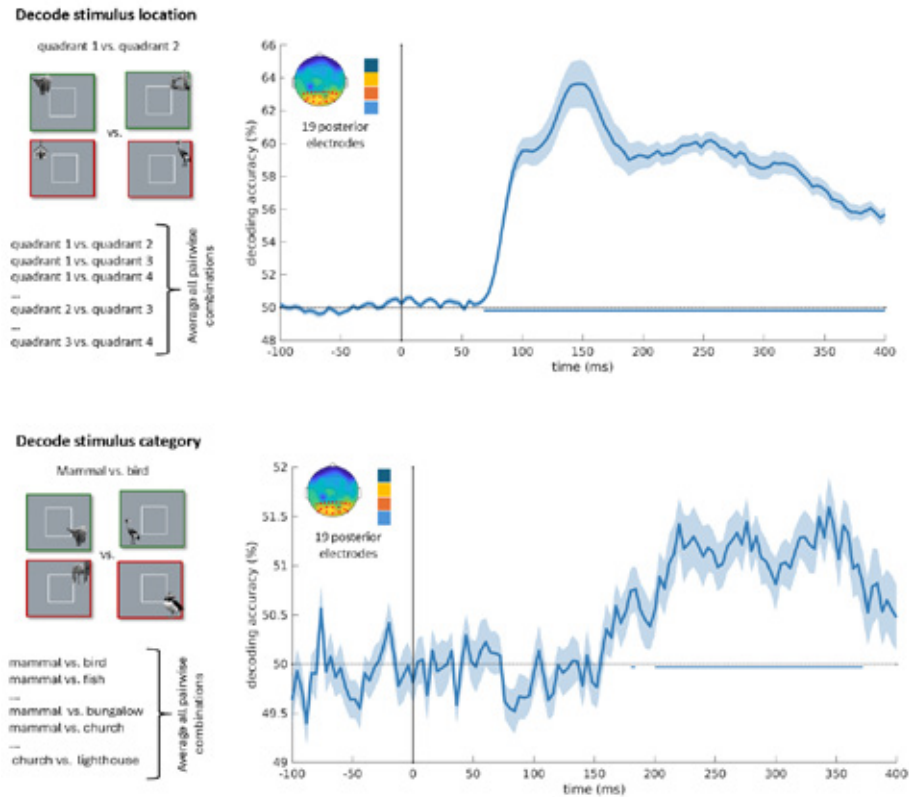 Decode stimulus location
quadrant 1 vs. quadrant 2
vs.
quadrant 1 vs. quadrant 2
quadrant 1 vs. quadrant 3
quadrant 1 vs. quadrant 4
...
quadrant 2 vs. quadrant 3
...
quadrant 3 vs. quadrant 4
Average all pairwise
combinations
66
64
62
60
58
56
54
52
50
48
decoding accuracy (%)
19 posterior
electrodes
-100 -50 0 50 100 150 200 250 300 350 400
time (ms)
Decode stimulus category
Mammal vs. bird
vs.
mammal vs. bird
mammal vs. fish
...
mammal vs. bungalow
mammal vs. church
...
church vs. lighthouse
Average all pairwise
combinations
52
51.5
51
50.5
50
49.5
49
decoding accuracy (%)
19 posterior
electrodes
-100 -50 0 50 100 150 200 250 300 350 400
time (ms)